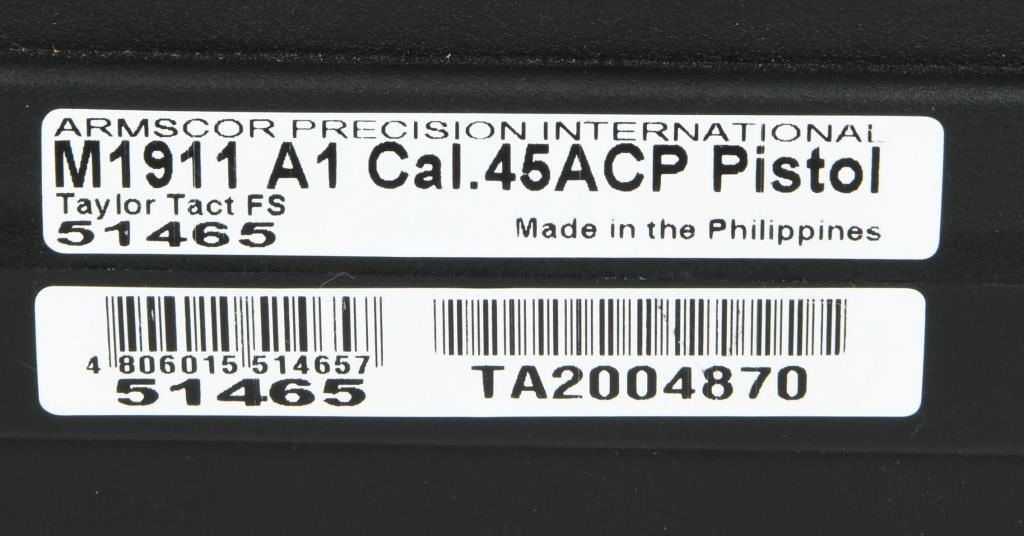 ARMSCOR PRECISION INTERNATIONAL
M1911 A1 Cal.45ACP Pistol
Taylor Tact FS
51465
Made in the Philippines
4 806015 514657
51465
TA2004870